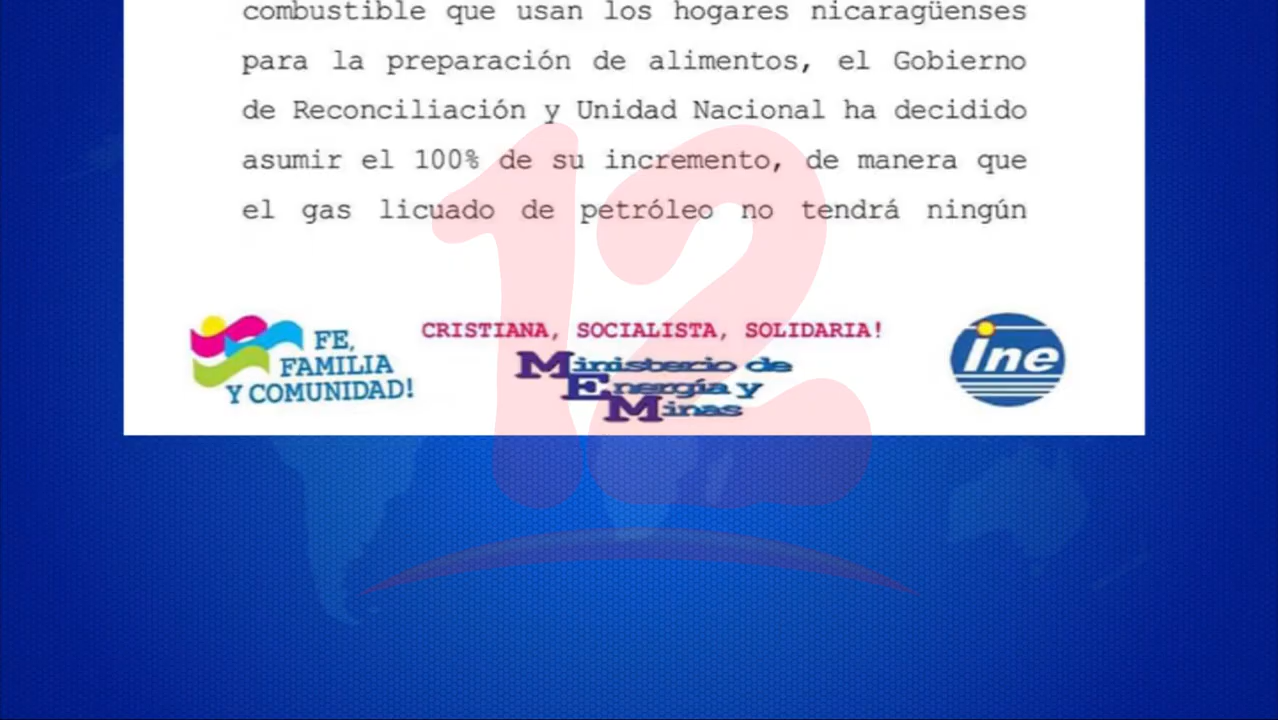 combustible que usan los hogares nicaragüenses
para la preparación de alimentos, el Gobierno
de Reconciliación y Unidad Nacional ha decidido
asumir el 100% de su incremento, de manera que
el gas licuado de petróleo no tendrá ningún
12
FE,
FAMILIA
Y COMUNIDAD!
CRISTIANA, SOCIALISTA, SOLIDARIA!
Ministerio de
Energía y
Minas
ine